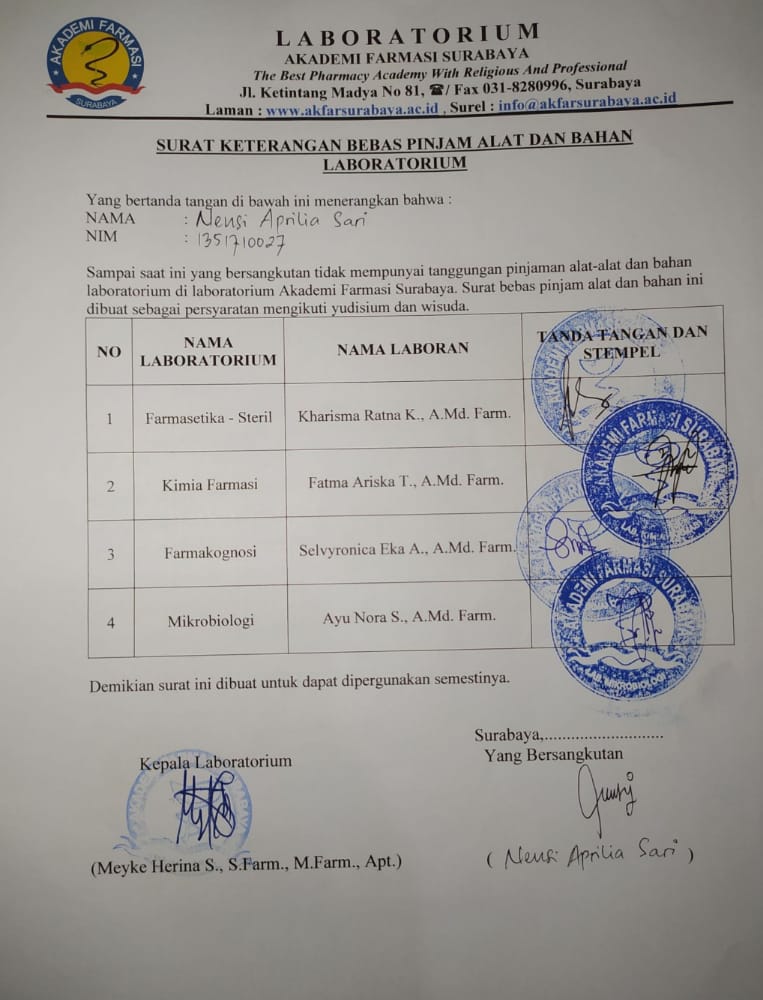 AKADEMI FARMASI
SURABAYA
LABORATORIUM
AKADEMI FARMASI SURABAYA
The Best Pharmacy Academy With Religious And Professional
Jl. Ketintang Madya No 81, ☎/ Fax 031-8280996, Surabaya
Laman : www.akfarsurabaya.ac.id , Surel : info@akfarsurabaya.ac.id
SURAT KETERANGAN BEBAS PINJAM ALAT DAN BAHAN
LABORATORIUM
Yang bertanda tangan di bawah ini menerangkan bahwa :
NAMA : Nensi Aprilia Sari
NIM : 1351710027
Sampai saat ini yang bersangkutan tidak mempunyai tanggungan pinjaman alat-alat dan bahan
laboratorium di laboratorium Akademi Farmasi Surabaya. Surat bebas pinjam alat dan bahan ini
dibuat sebagai persyaratan mengikuti yudisium dan wisuda.
NO NAMA LABORATORIUM NAMA LABORAN TANDA TANGAN DAN STEMPEL
1 Farmasetika - Steril Kharisma Ratna K., A.Md. Farm.
2 Kimia Farmasi Fatma Ariska T., A.Md. Farm.
AKADEMI FARMASI SURABAYA
3 Farmakognosi Selvyronica Eka A., A.Md. Farm.
4 Mikrobiologi Ayu Nora S., A.Md. Farm.
AKADEMI FARMASI SURABAYA
MIKROBIOLOGI
Demikian surat ini dibuat untuk dapat dipergunakan semestinya.
Surabaya,............................
Kepala Laboratorium
Yang Bersangkutan
(Meyke Herina S., S.Farm., M.Farm., Apt.)
( Nensi Aprilia Sari )